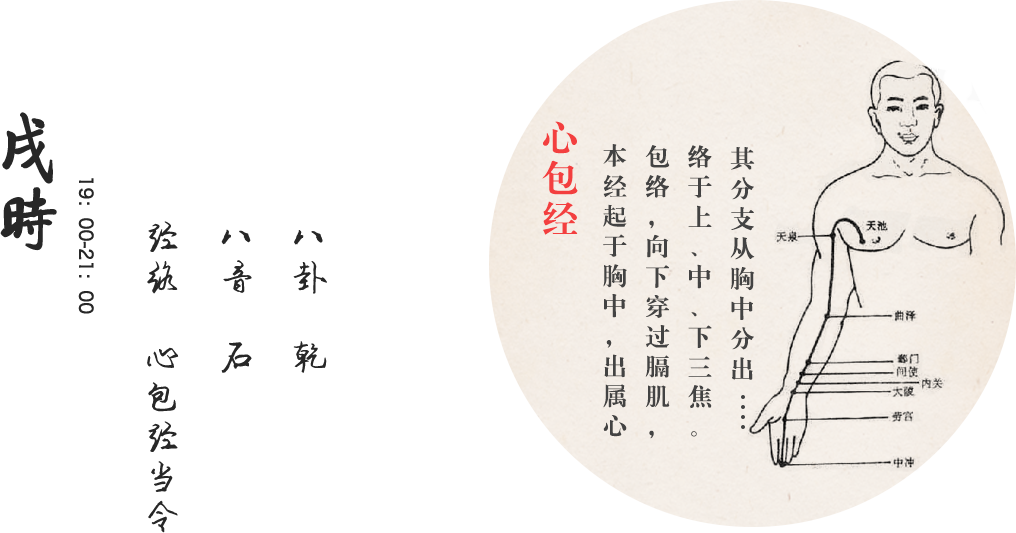 戌時
19：00-21：00
经络 心包经当令
八音 石
八卦 乾
心包经
本经起于胸中，出属心
包络，向下穿过膈肌，
络于上、中、下三焦。
其分支从胸中分出……
天泉
天池
曲泽
郄门
间使
内关
大陵
劳宫
中冲